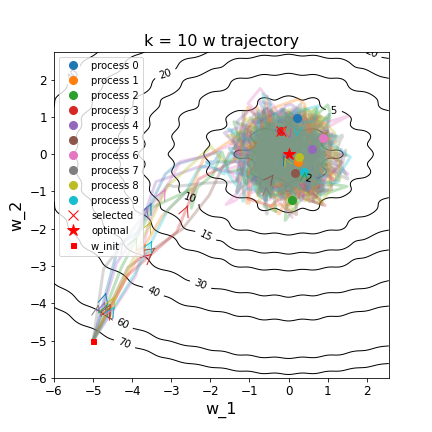 k = 10 w trajectory
w_2
2
1
0
−1
−2
−3
−4
−5
−6
process 0
process 1
process 2
process 3
process 4
process 5
process 6
process 7
process 8
process 9
selected
optimal
w_init
20
5
2
10
15
30
40
60
70
−6 −5 −4 −3 −2 −1 0 1 2
w_1